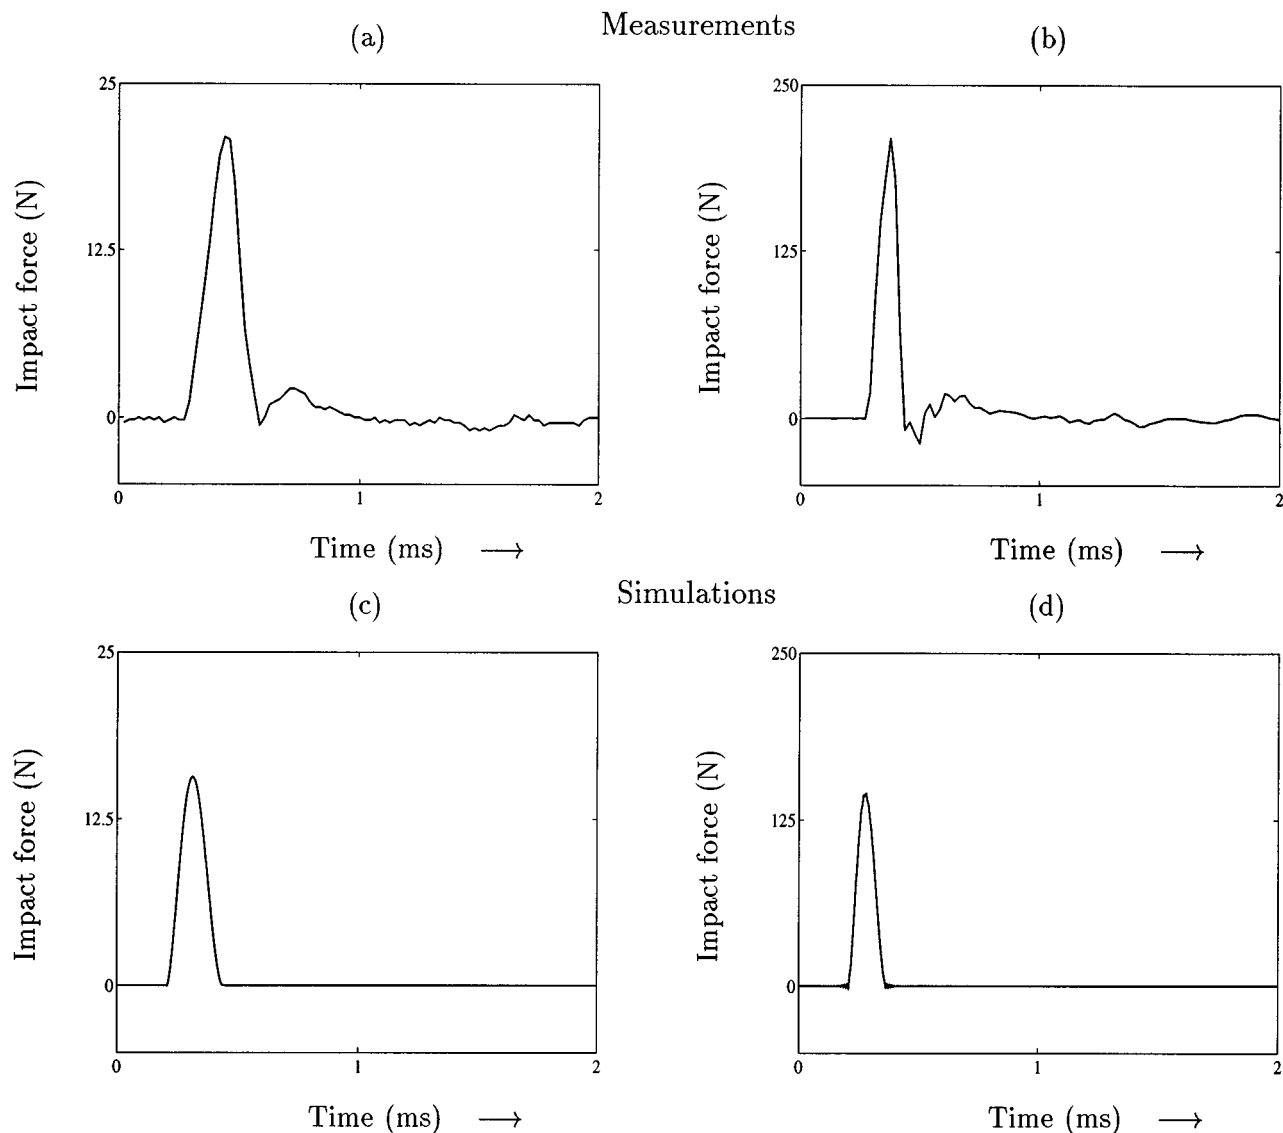 Measurements
(a)
(b)
25
12.5
0
0
1
2
Impact force (N)
Time (ms) →
250
125
0
0
1
2
Impact force (N)
Time (ms) →
Simulations
(c)
(d)
25
12.5
0
0
1
2
Impact force (N)
Time (ms) →
250
125
0
0
1
2
Impact force (N)
Time (ms) →